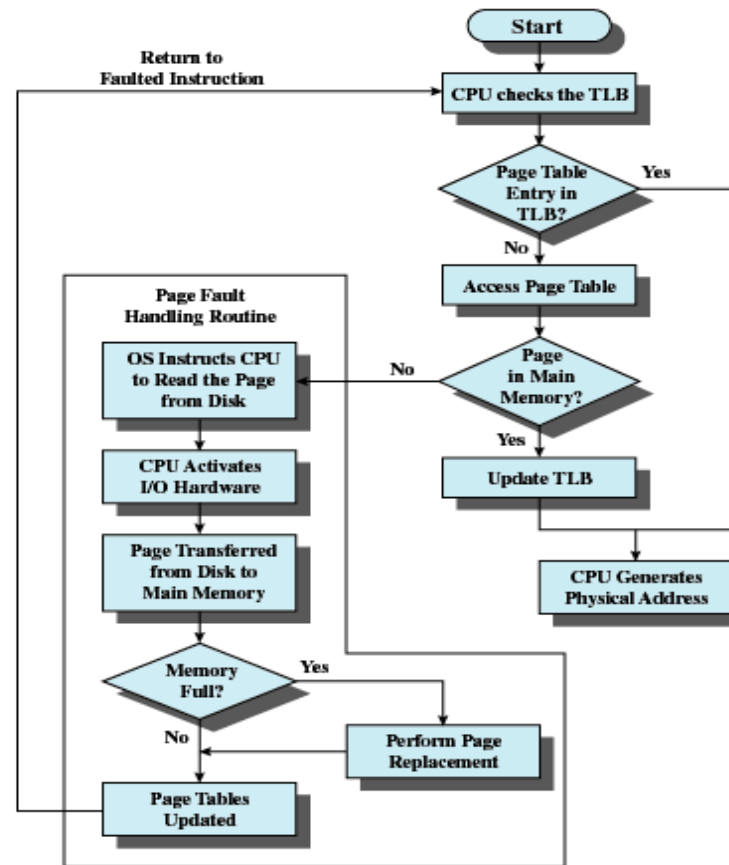 Start
Return to
Faulted Instruction
CPU checks the TLB
Page Table
Entry in
TLB?
Yes
No
Access Page Table
Page Fault
Handling Routine
OS Instructs CPU
to Read the Page
from Disk
No
Page
in Main
Memory?
Yes
CPU Activates
I/O Hardware
Update TLB
Page Transferred
from Disk to
Main Memory
CPU Generates
Physical Address
Memory
Full?
Yes
No
Perform Page
Replacement
Page Tables
Updated